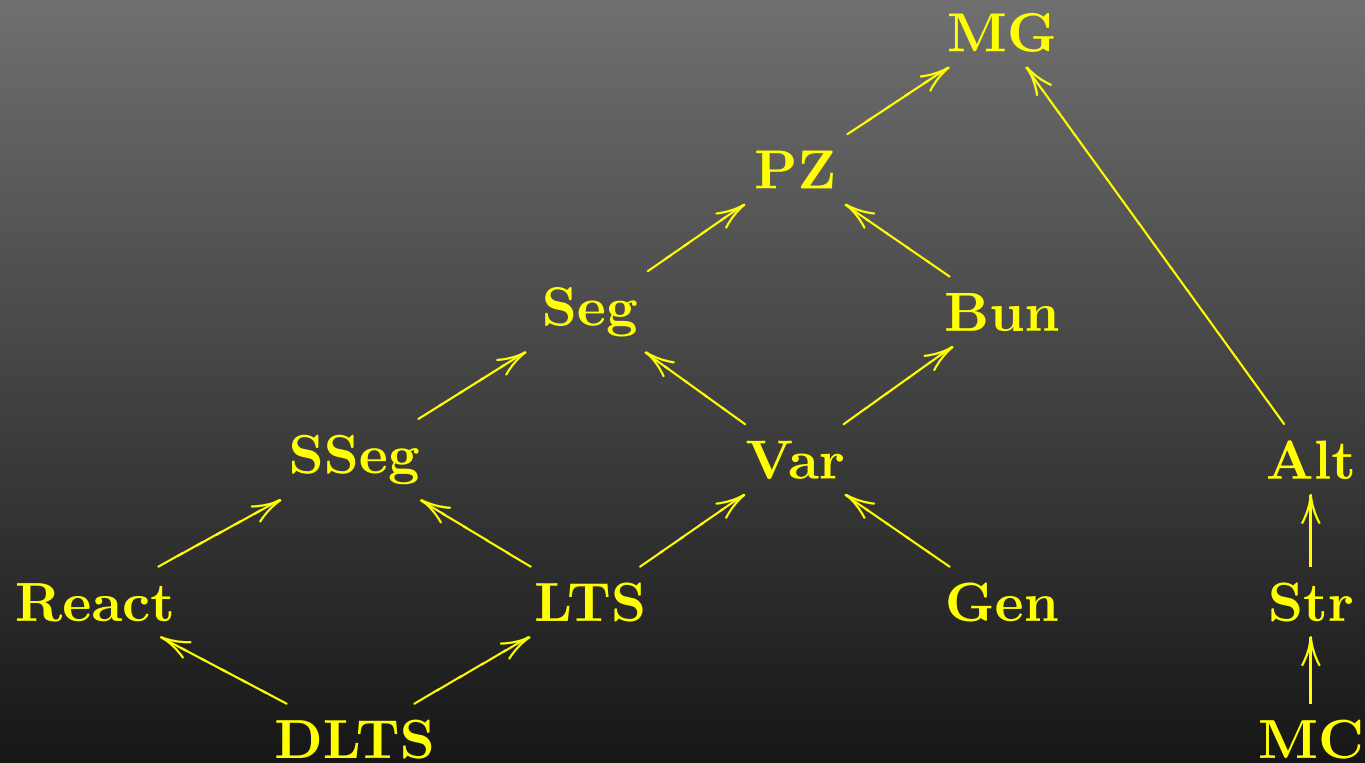 MG
PZ
Seg Bun
SSeg Var Alt
React LTS Gen Str
DLTS MC